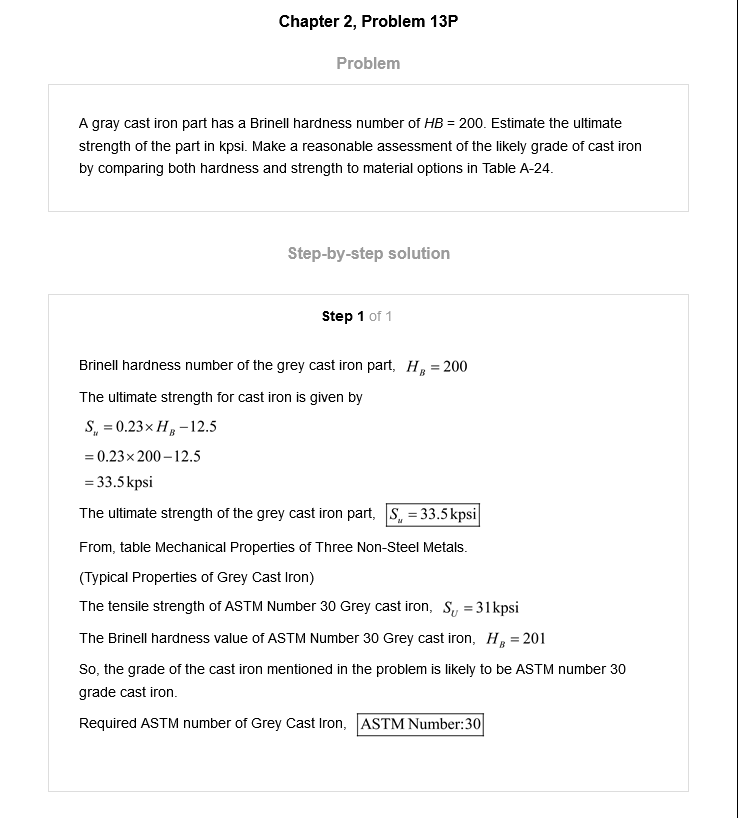 Chapter 2, Problem 13P
Problem
A gray cast iron part has a Brinell hardness number of HB = 200. Estimate the ultimate
strength of the part in kpsi. Make a reasonable assessment of the likely grade of cast iron
by comparing both hardness and strength to material options in Table A-24.
Step-by-step solution
Step 1 of 1
Brinell hardness number of the grey cast iron part, H_B = 200
The ultimate strength for cast iron is given by
S_u = 0.23×H_B −12.5
= 0.23×200−12.5
= 33.5 kpsi
The ultimate strength of the grey cast iron part, S_u = 33.5 kpsi
From, table Mechanical Properties of Three Non-Steel Metals.
(Typical Properties of Grey Cast Iron)
The tensile strength of ASTM Number 30 Grey cast iron, S_U = 31 kpsi
The Brinell hardness value of ASTM Number 30 Grey cast iron, H_B = 201
So, the grade of the cast iron mentioned in the problem is likely to be ASTM number 30
grade cast iron.
Required ASTM number of Grey Cast Iron, ASTM Number:30